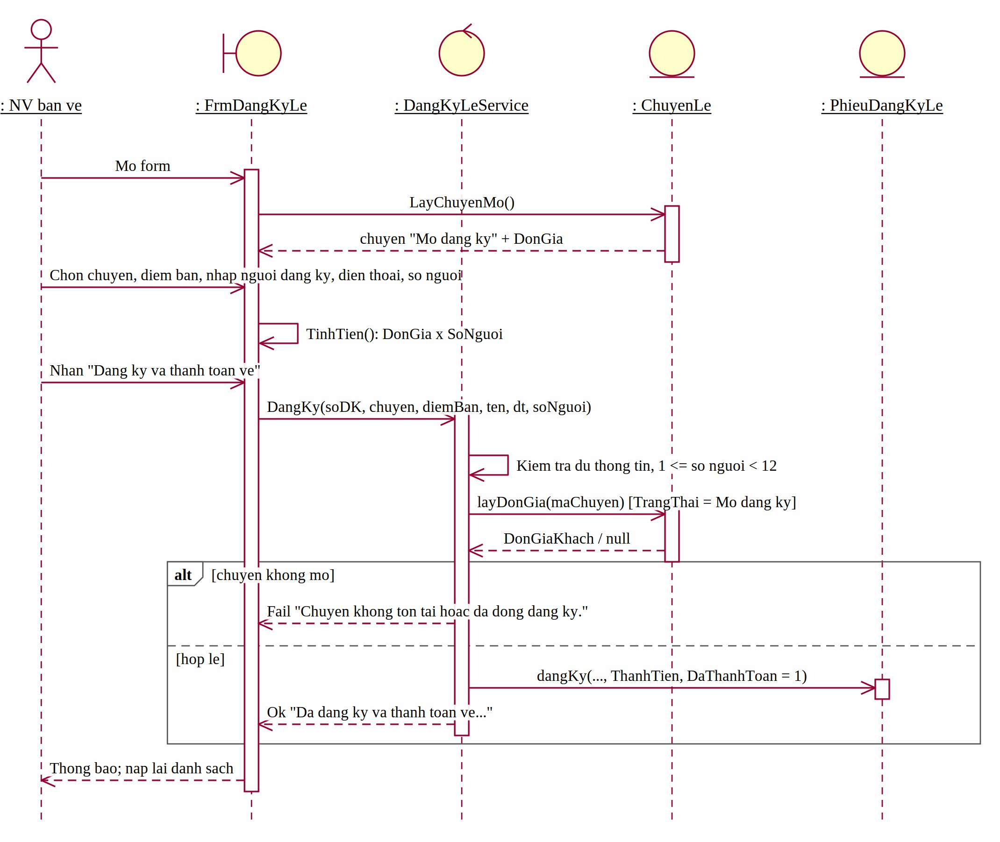 : NV ban ve
: FrmDangKyLe
: DangKyLeService
: ChuyenLe
: PhieuDangKyLe
Mo form
LayChuyenMo()
chuyen "Mo dang ky" + DonGia
Chon chuyen, diem ban, nhap nguoi dang ky, dien thoai, so nguoi
TinhTien(): DonGia x SoNguoi
Nhan "Dang ky va thanh toan ve"
DangKy(soDK, chuyen, diemBan, ten, dt, soNguoi)
Kiem tra du thong tin, 1 <= so nguoi < 12
layDonGia(maChuyen) [TrangThai = Mo dang ky]
DonGiaKhach / null
alt [chuyen khong mo]
Fail "Chuyen khong ton tai hoac da dong dang ky."
[hop le]
dangKy(..., ThanhTien, DaThanhToan = 1)
Ok "Da dang ky va thanh toan ve..."
Thong bao; nap lai danh sach